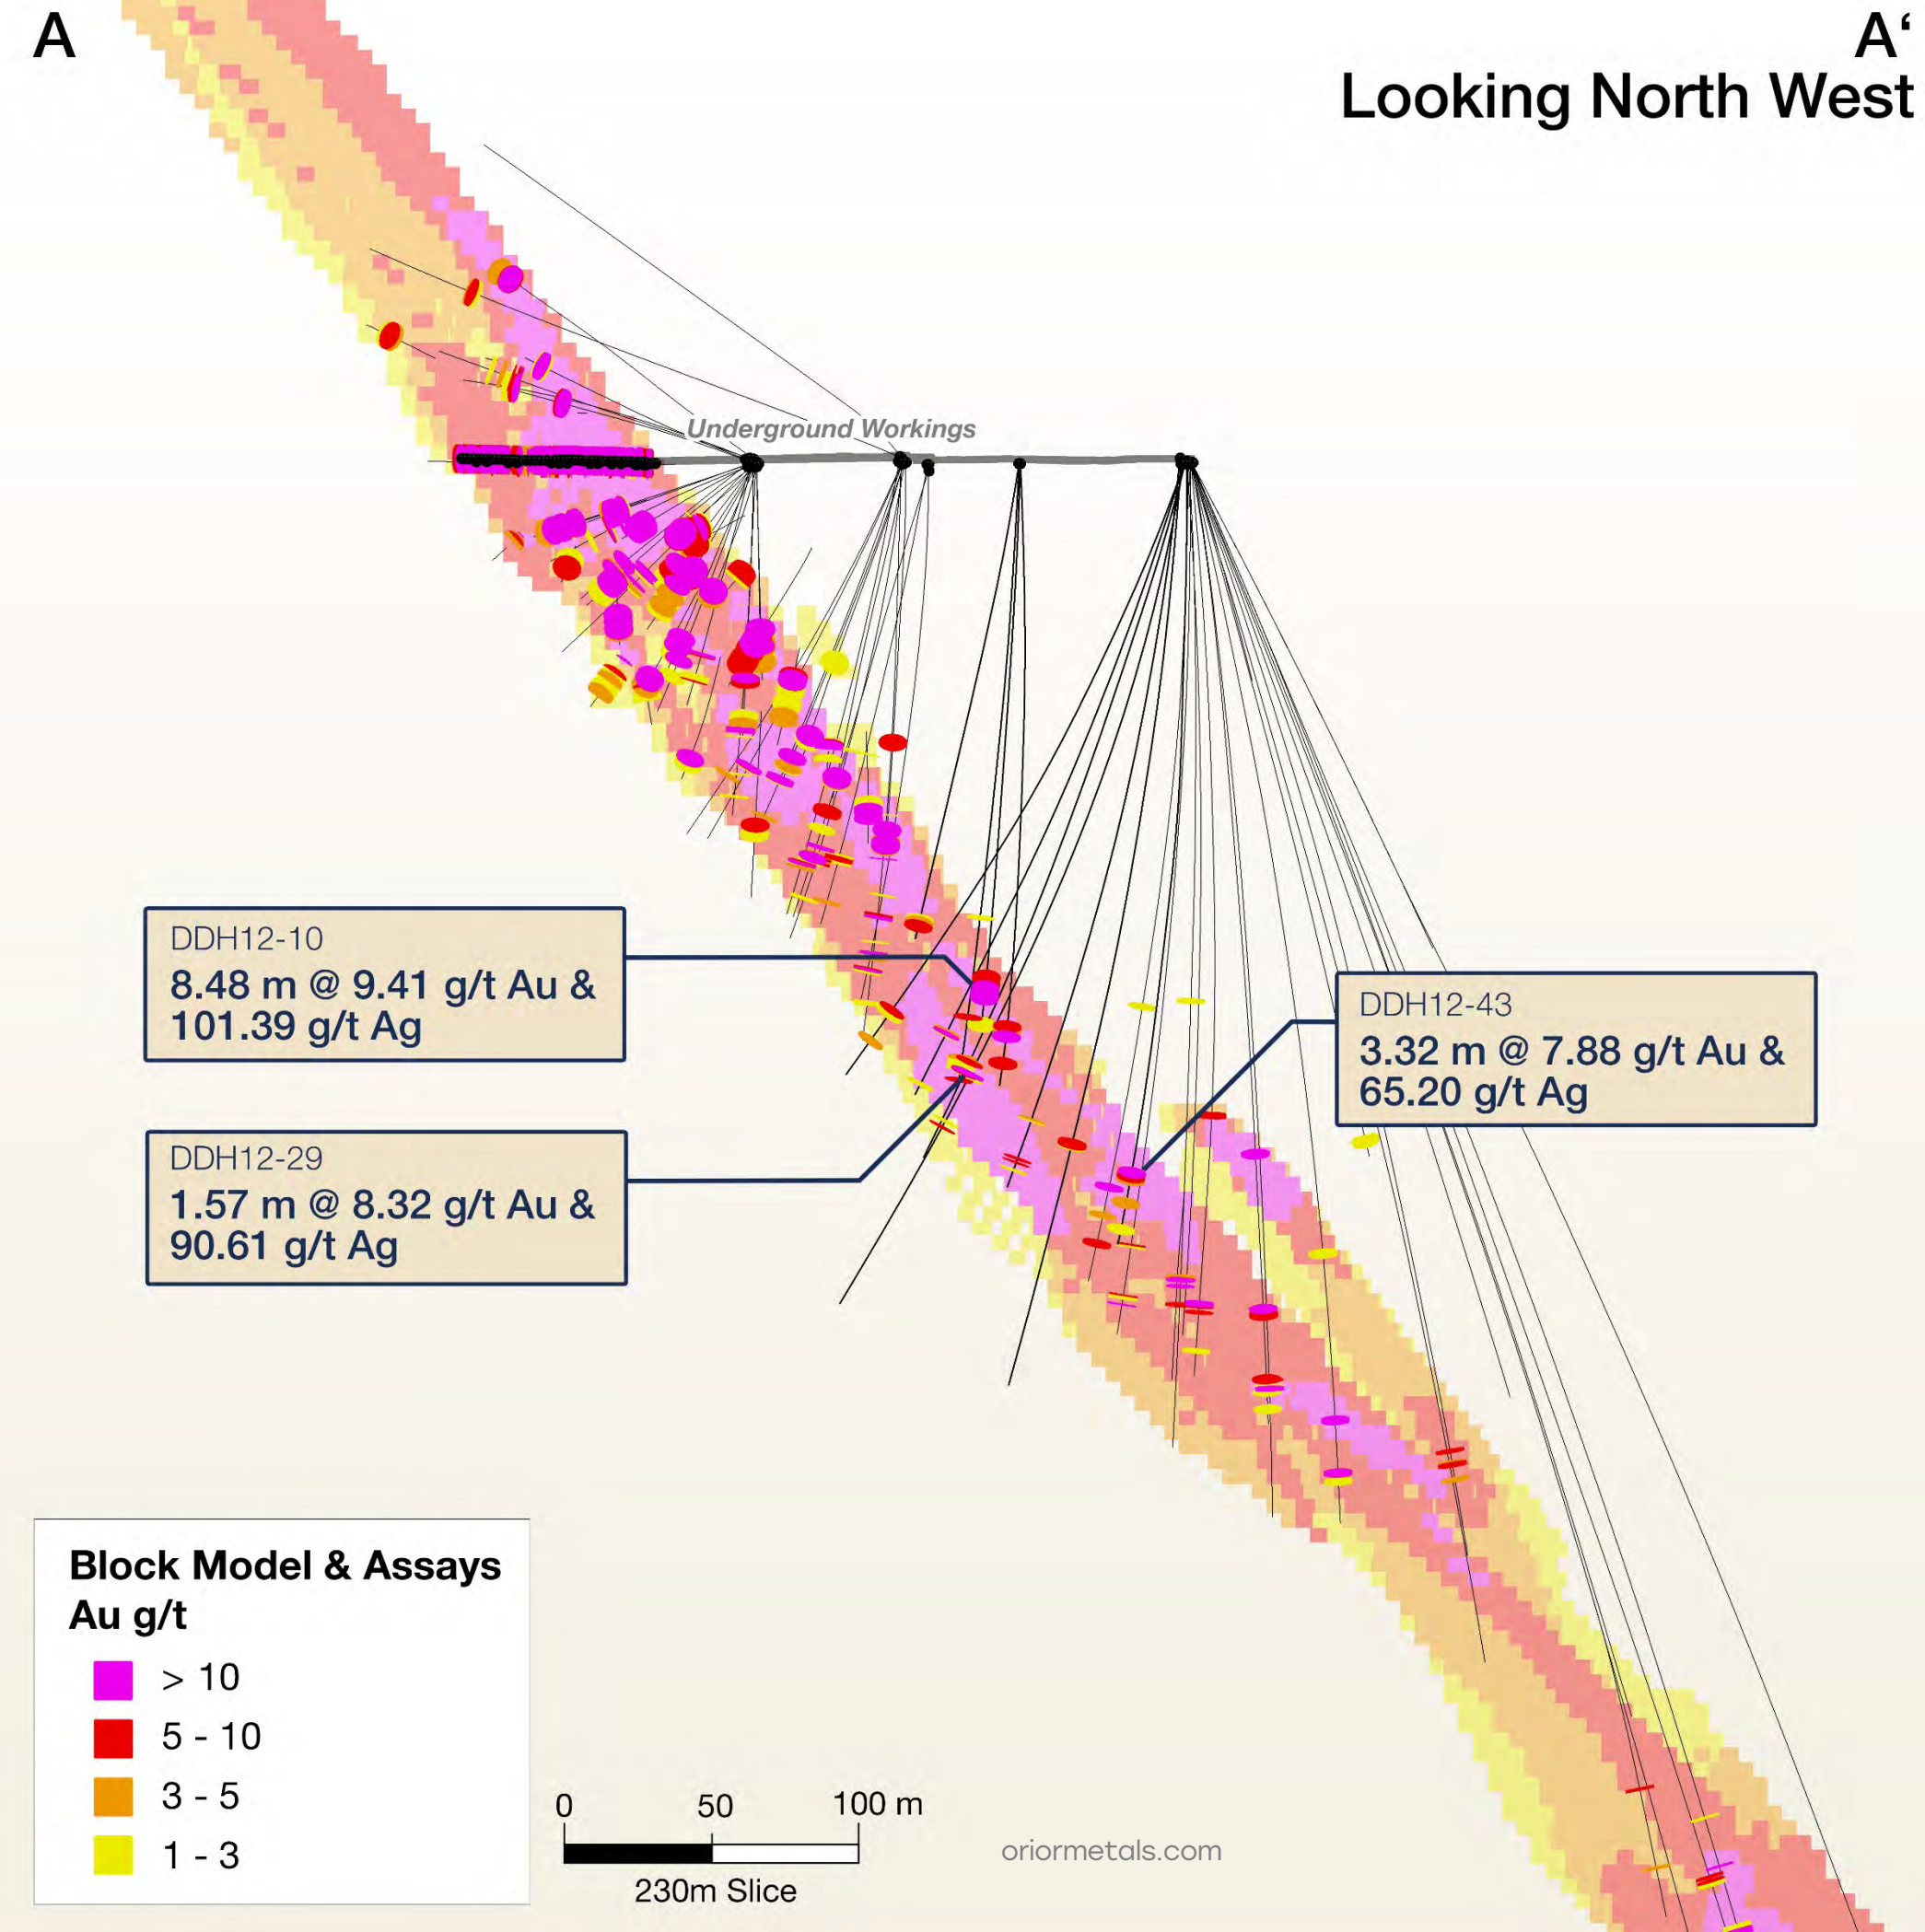 A
A‘
Looking North West
Underground Workings
DDH12-10
8.48 m @ 9.41 g/t Au &
101.39 g/t Ag
DDH12-43
3.32 m @ 7.88 g/t Au &
65.20 g/t Ag
DDH12-29
1.57 m @ 8.32 g/t Au &
90.61 g/t Ag
Block Model & Assays
Au g/t
> 10
5 - 10
3 - 5
1 - 3
0 50 100 m
230m Slice
oriormetals.com